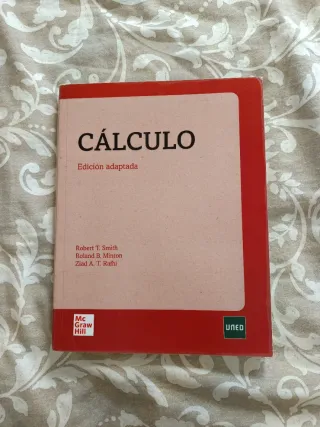 CÁLCULO
Edición adaptada
Robert T. Smith
Roland B. Minton
Ziad A. T. Rafhi
Mc
Graw
Hill
UNED